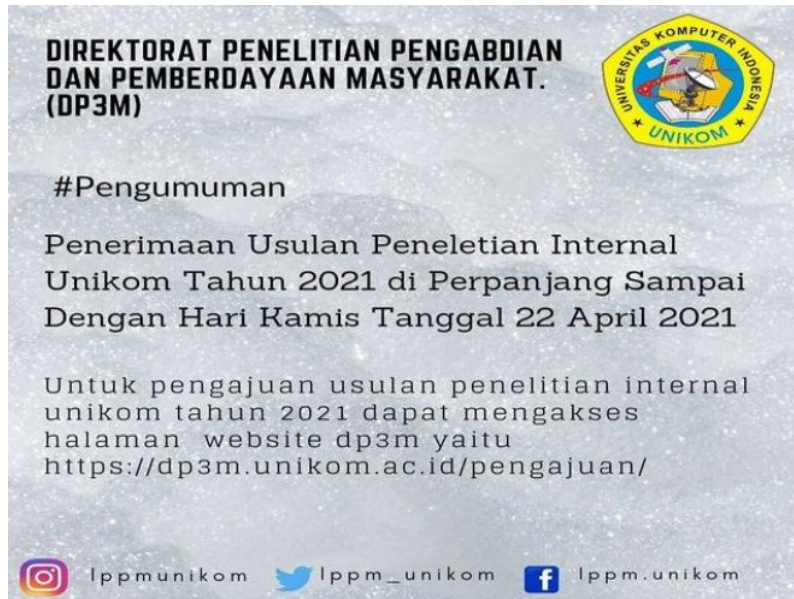 DIREKTORAT PENELITIAN PENGABDIAN
DAN PEMBERDAYAAN MASYARAKAT.
(DP3M)
UNIVERSITAS KOMPUTER INDONESIA
UNIKOM
#Pengumuman
Penerimaan Usulan Peneletian Internal
Unikom Tahun 2021 di Perpanjang Sampai
Dengan Hari Kamis Tanggal 22 April 2021
Untuk pengajuan usulan penelitian internal
unikom tahun 2021 dapat mengakses
halaman website dp3m yaitu
https://dp3m.unikom.ac.id/pengajuan/
lppmunikom lppm_unikom lppm.unikom